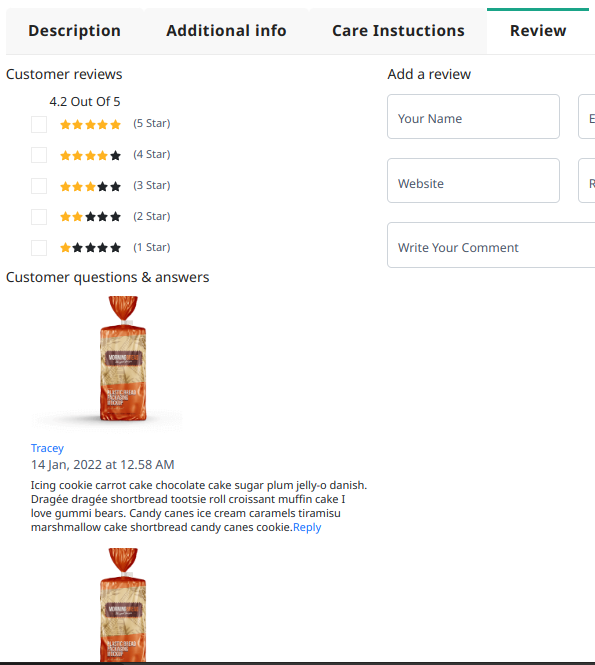 Description Additional info Care Instuctions Review
Customer reviews
4.2 Out Of 5
(5 Star)
(4 Star)
(3 Star)
(2 Star)
(1 Star)
Add a review
Your Name E
Website R
Write Your Comment
Customer questions & answers
MORNING BREAD
PLASTIC BREAD
PACKAGING
MOCKUP
Tracey
14 Jan, 2022 at 12.58 AM
Icing cookie carrot cake chocolate cake sugar plum jelly-o danish.
Dragée dragée shortbread tootsie roll croissant muffin cake I
love gummi bears. Candy canes ice cream caramels tiramisu
marshmallow cake shortbread candy canes cookie.Reply
MORNING BREAD
PLASTIC BREAD
PACKAGING
MOCKUP